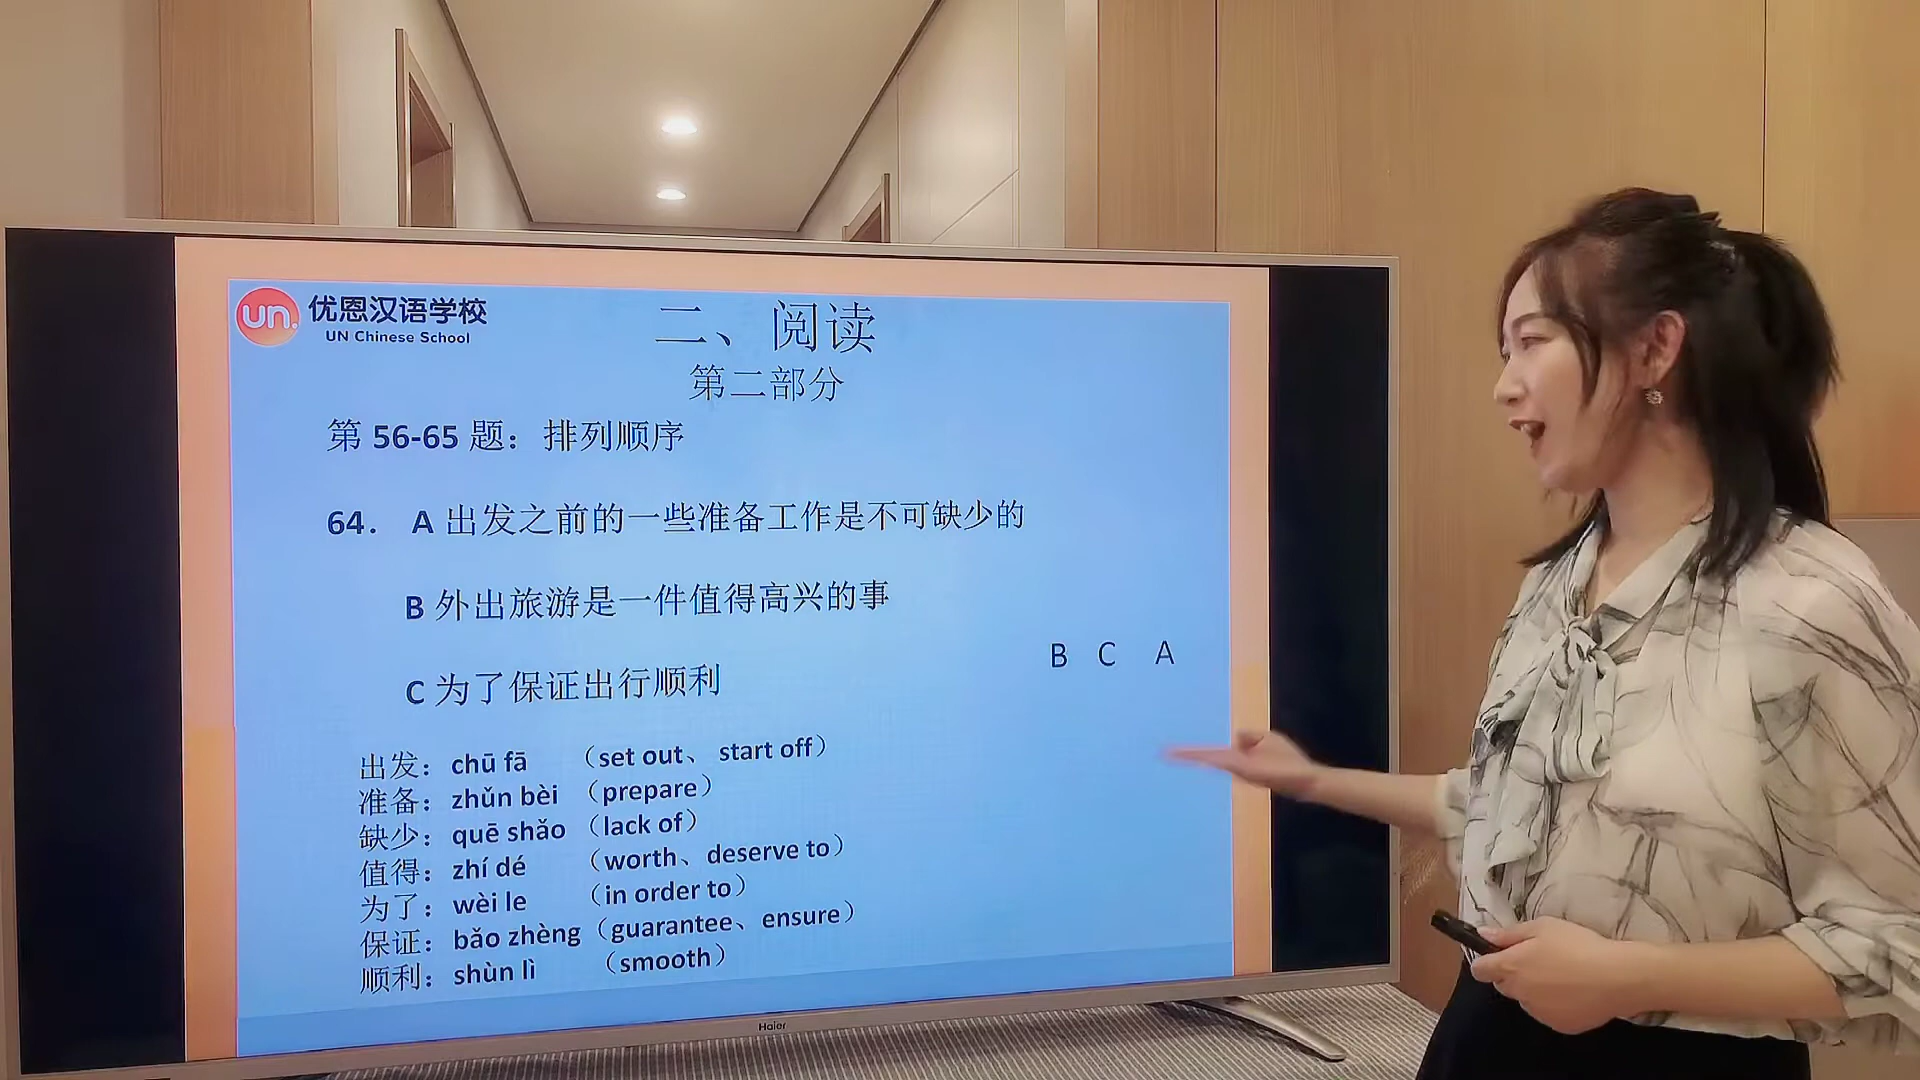 un.
优恩汉语学校
UN Chinese School
二、阅读
第二部分
第 56-65 题：排列顺序
64. A 出发之前的一些准备工作是不可缺少的
B 外出旅游是一件值得高兴的事
B C A
C 为了保证出行顺利
出发：chū fā （set out、 start off）
准备：zhǔn bèi （prepare）
缺少：quē shǎo （lack of）
值得：zhí dé （worth、deserve to）
为了：wèi le （in order to）
保证：bǎo zhèng（guarantee、ensure）
顺利：shùn lì （smooth）
Haier